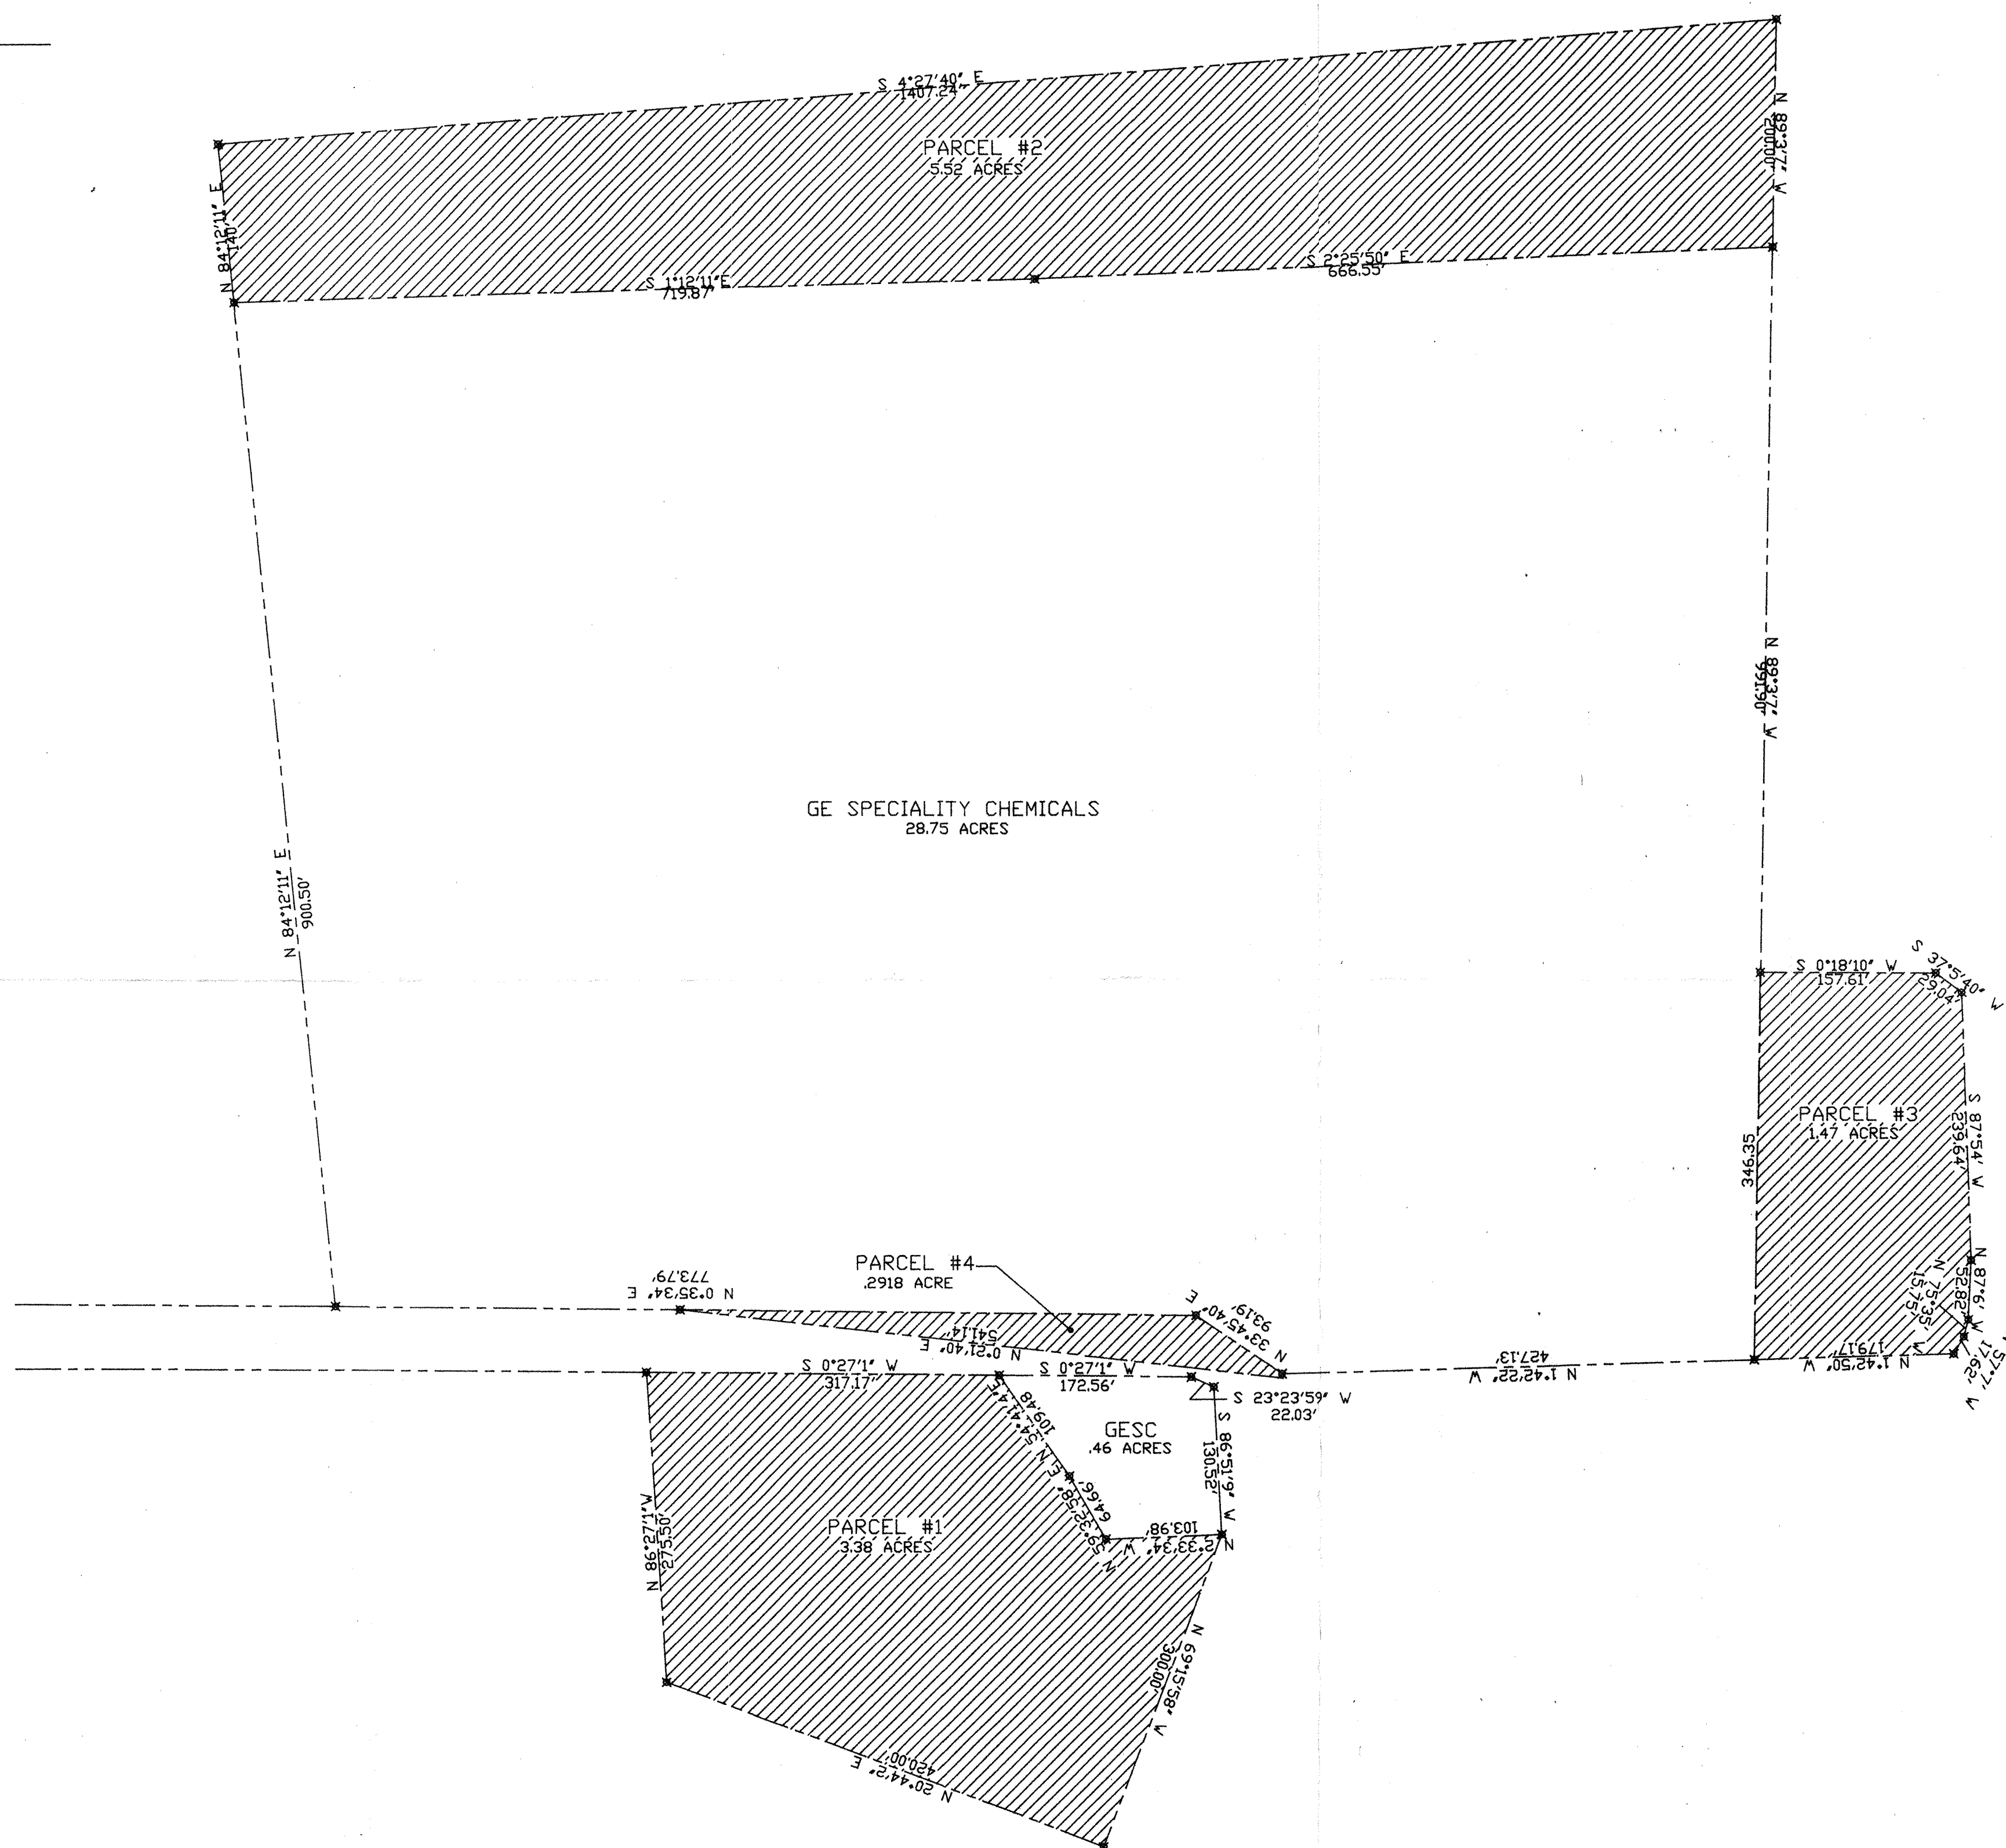 S 4°27'40" E
1407.24'
N 89°3'7" W
200.00'
PARCEL #2
5.52 ACRES
N 84°12'11" E
140'
S 1°12'11"E
719.87'
S 2°25'50" E
666.55'
N 89°3'7" W
991.90'
GE SPECIALITY CHEMICALS
28.75 ACRES
N 84°12'11" E
900.50'
S 0°18'10" W
157.61'
S 37°5'40" W
29.04'
PARCEL #3
1.47 ACRES
S 87°54' W
239.64'
346.35
N 87°6' W
52.82'
N 75°35' W
15.75'
57°7' W
17.62'
N 1°42'50" W
179.17'
PARCEL #4
.2918 ACRE
N 0°35'34" E
773.79'
N 33°45'40" E
93.19'
N 0°21'40" E
541.14'
N 1°42'22" W
427.13'
S 0°27'1" W
317.17'
S 0°27'1" W
172.56'
S 23°23'59" W
22.03'
GESC
.46 ACRES
N 54°41'4"E
109.48
S 86°51'9" W
130.52'
N 59°32'58" E
64.66'
N 2°33'34" W
103.98'
PARCEL #1
3.38 ACRES
N 86°27'1"W
275.50'
N 69°15'58" W
300.00'
N 20°44'2" E
420.00'